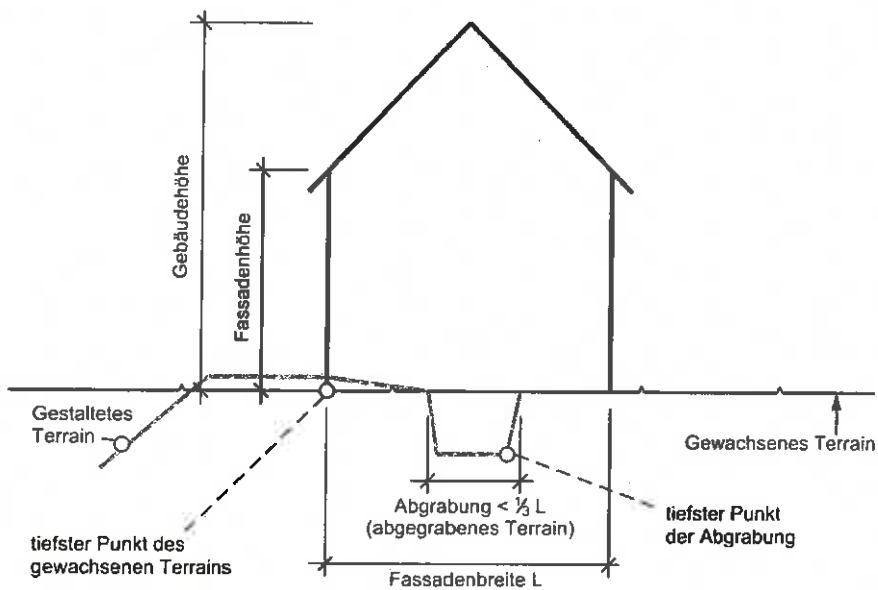 Gebäudehöhe
Fassadenhöhe
Gestaltetes
Terrain
Gewachsenes Terrain
Abgrabung < ⅓ L
(abgegrabenes Terrain)
tiefster Punkt
der Abgrabung
tiefster Punkt des
gewachsenen Terrains
Fassadenbreite L